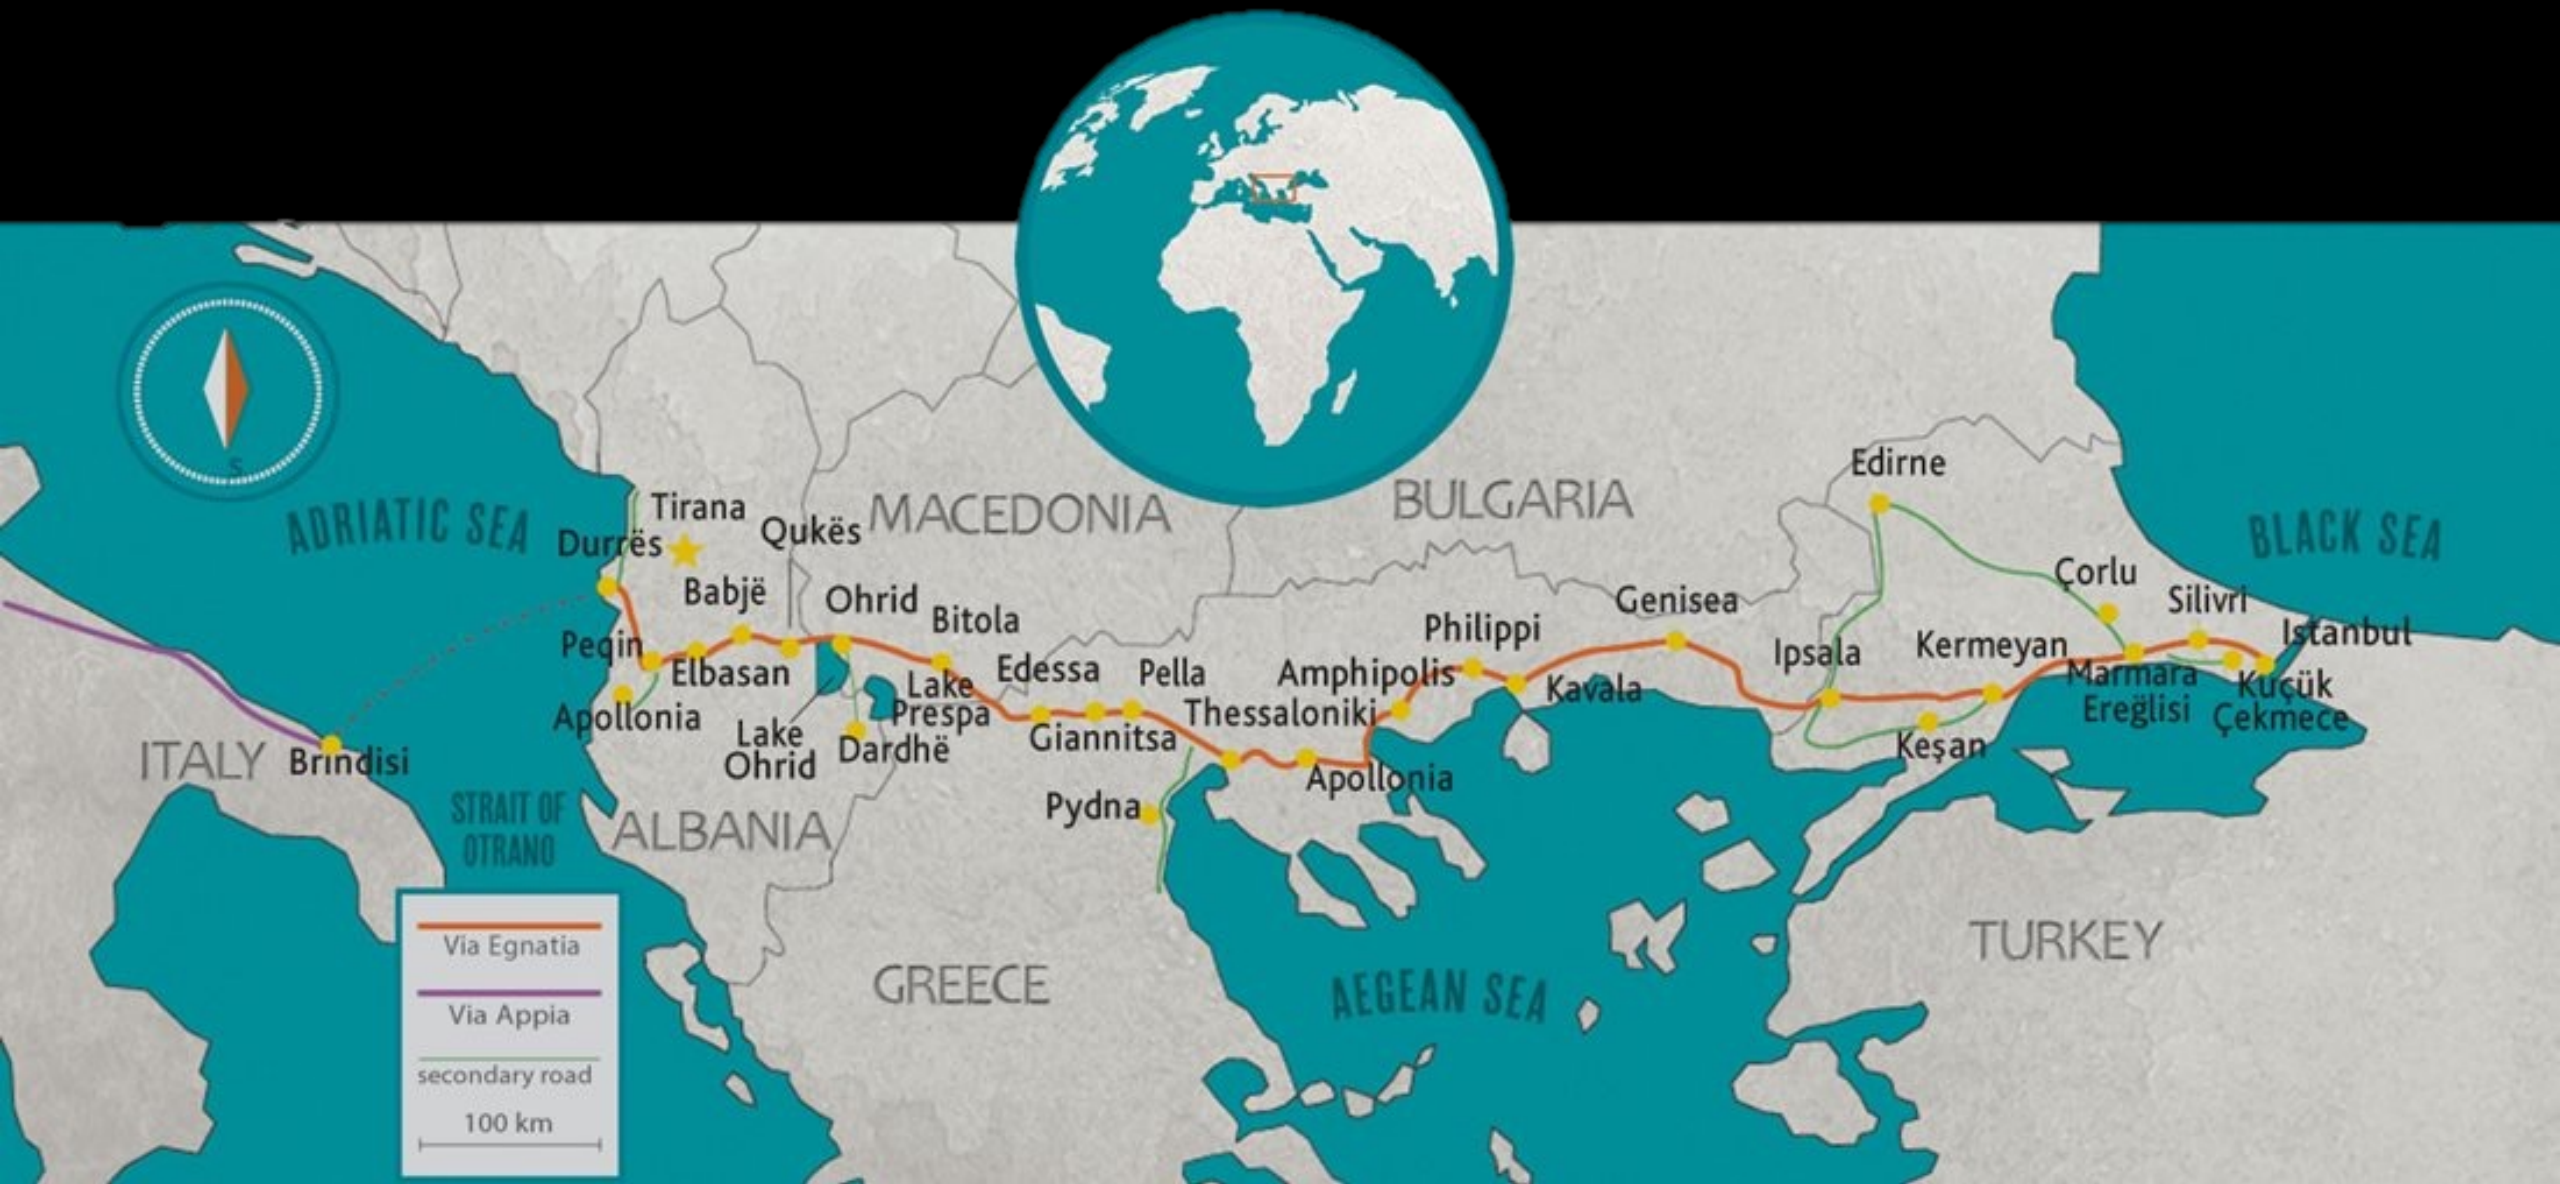 S
Edirne
ADRIATIC SEA
Tirana
MACEDONIA
BULGARIA
BLACK SEA
Durrës
Qukës
Çorlu
Babjë
Ohrid
Bitola
Genisea
Silivri
Philippi
Istanbul
Peqin
Elbasan
Edessa
Pella
Amphipolis
Ipsala
Kermeyan
Marmara
Ereğlisi
Kuçük
Çekmece
Kavala
Lake
Prespa
Thessaloniki
Apollonia
Lake
Ohrid
Dardhë
Giannitsa
Keşan
ITALY
Brindisi
Apollonia
Pydna
STRAIT OF
OTRANO
ALBANIA
TURKEY
GREECE
AEGEAN SEA
Via Egnatia
Via Appia
secondary road
100 km